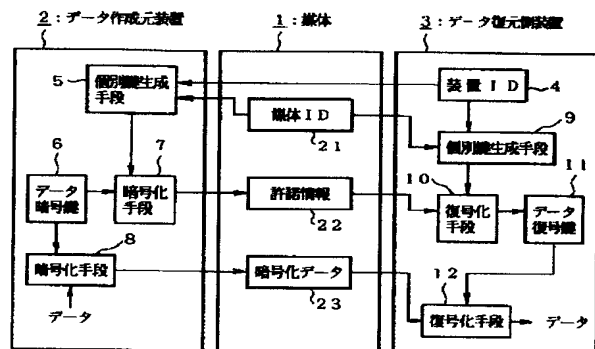 2：データ作成元装置
1：媒体
3：データ復元側装置
5
個別鍵生成
手段
装置ID
4
媒体ID
21
9
個別鍵生成手段
6
7
データ
暗号鍵
暗号化
手段
許諾情報
22
10
11
復号化
手段
データ
復号鍵
8
暗号化手段
データ
暗号化データ
23
12
復号化手段
データ